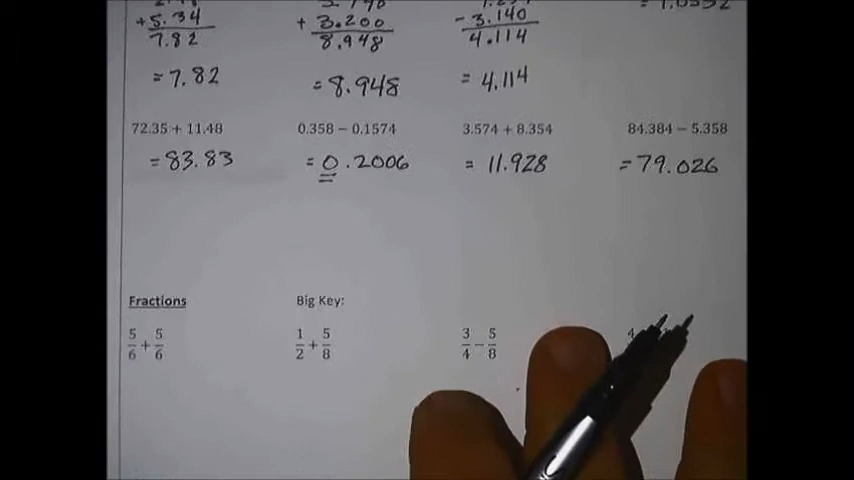 +5.34 + 3.200 - 3.140
7.82 8.948 4.114
= 7.82 = 8.948 = 4.114
72.35 + 11.48 0.358 − 0.1574 3.574 + 8.354 84.384 − 5.358
= 83.83 = 0.2006 = 11.928 = 79.026
Fractions Big Key:
5/6 + 5/6 1/2 + 5/8 3/4 − 5/8